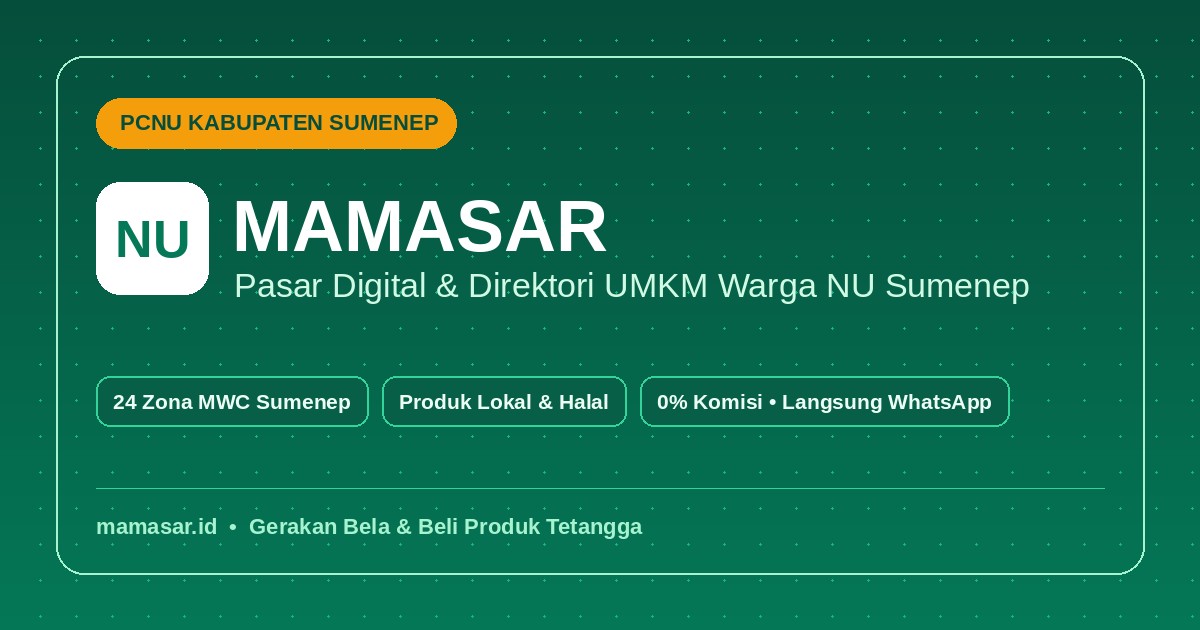 PCNU KABUPATEN SUMENEP
NU
MAMASAR
Pasar Digital & Direktori UMKM Warga NU Sumenep
24 Zona MWC Sumenep
Produk Lokal & Halal
0% Komisi • Langsung WhatsApp
mamasar.id • Gerakan Bela & Beli Produk Tetangga